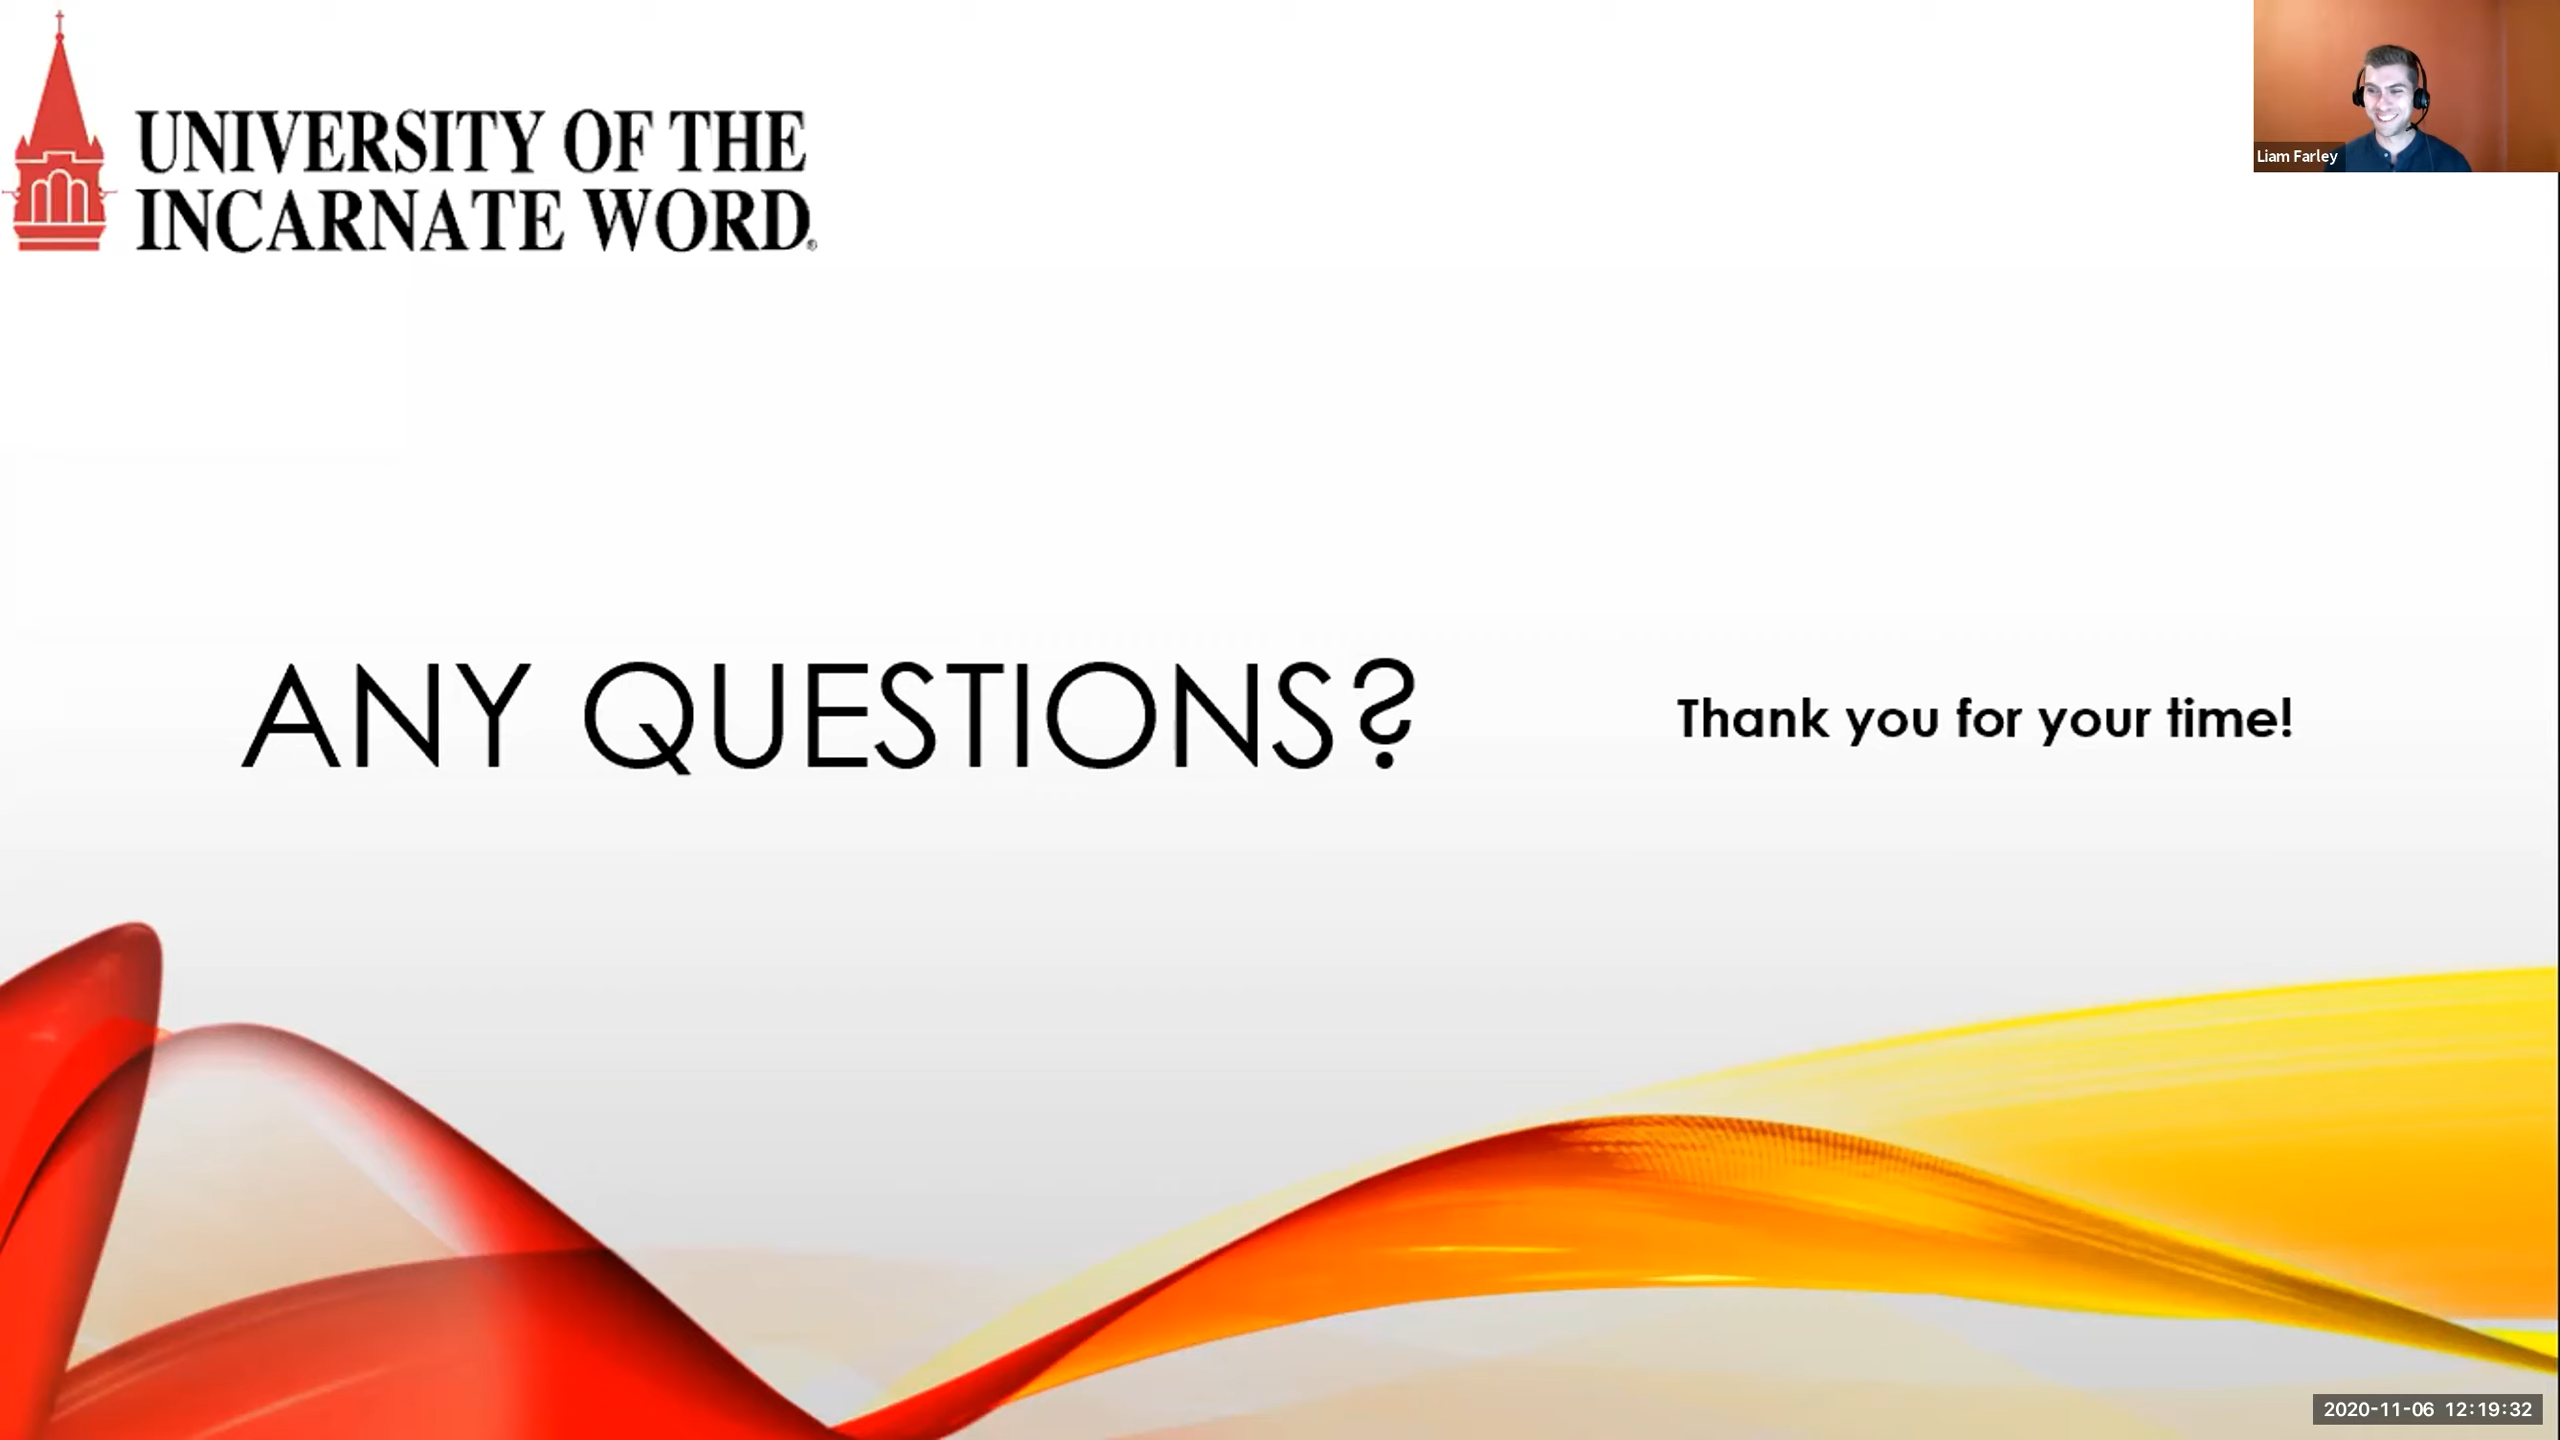 UNIVERSITY OF THE
INCARNATE WORD®
Liam Farley
ANY QUESTIONS?
Thank you for your time!
2020-11-06 12:19:32